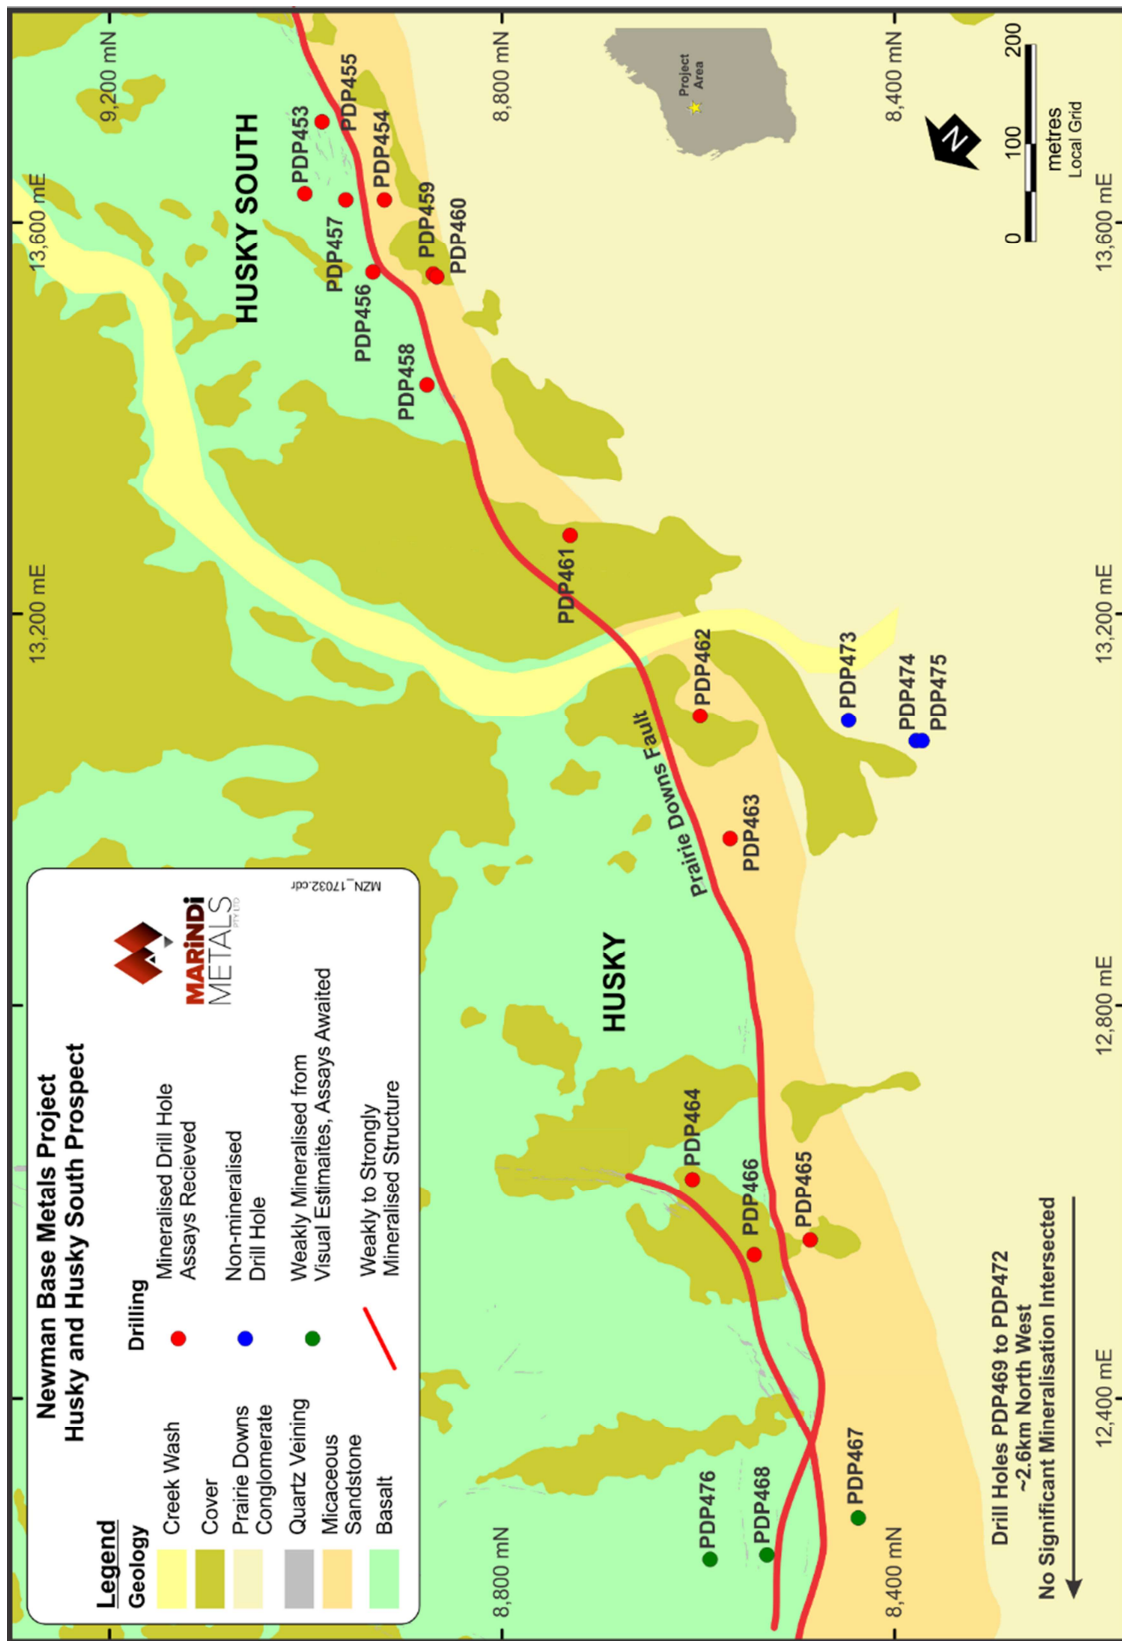 Newman Base Metals Project
Husky and Husky South Prospect
MARiNDi
METALS
PTY LTD
MZN_17032.cdr
Legend
Geology
Creek Wash
Cover
Prairie Downs
Conglomerate
Quartz Veining
Micaceous
Sandstone
Basalt
Drilling
Mineralised Drill Hole
Assays Recieved
Non-mineralised
Drill Hole
Weakly Mineralised from
Visual Estimaites, Assays Awaited
Weakly to Strongly
Mineralised Structure
13,200 mE
13,600 mE
9,200 mN
8,800 mN
8,400 mN
HUSKY SOUTH
PDP453
PDP455
PDP454
PDP457
PDP456
PDP459
PDP460
PDP458
PDP461
PDP462
PDP463
Prairie Downs Fault
HUSKY
PDP464
PDP466
PDP465
PDP476
PDP468
PDP467
PDP473
PDP474
PDP475
Project
Area
N
0 100 200
metres
Local Grid
8,800 mN
8,400 mN
Drill Holes PDP469 to PDP472
~2.6km North West
No Significant Mineralisation Intersected
12,400 mE
12,800 mE
13,200 mE
13,600 mE